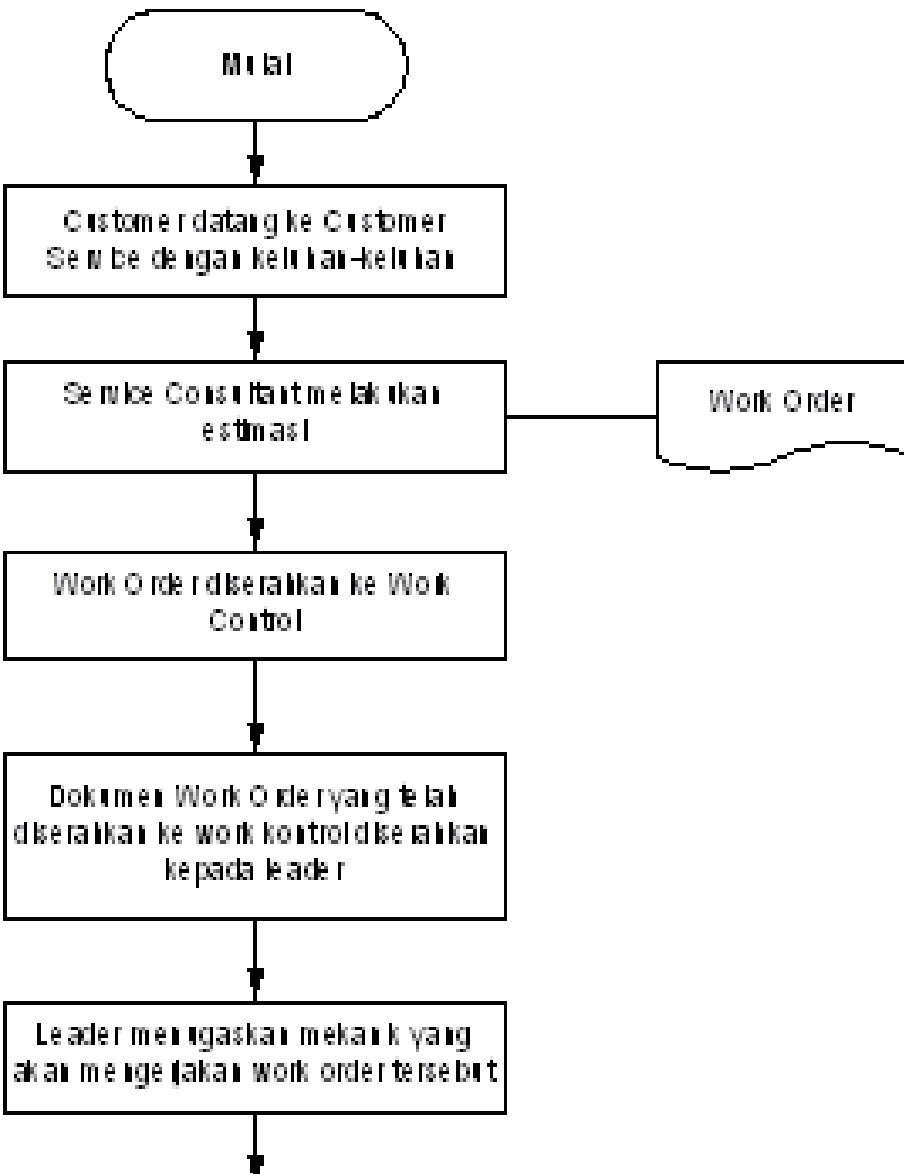 Mulai
Customer datang ke Customer
Service dengan keluhan-keluhan
Service Consultant melakukan
estimasi
Work Order
Work Order diserahkan ke Work
Control
Dokumen Work Order yang telah
diserahkan ke work kontrol diserahkan
kepada leader
Leader menugaskan mekanik yang
akan mengerjakan work order tersebut